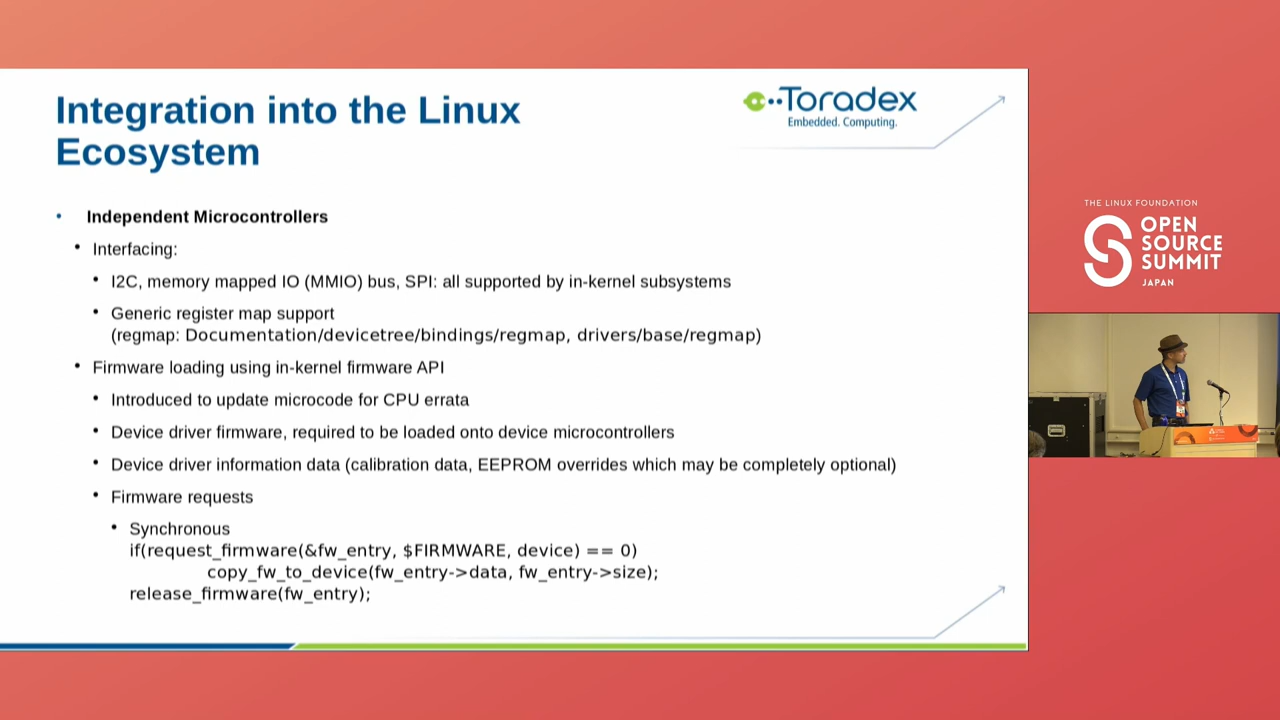 Integration into the Linux
Ecosystem
Toradex
Embedded. Computing.
• Independent Microcontrollers
• Interfacing:
• I2C, memory mapped IO (MMIO) bus, SPI: all supported by in-kernel subsystems
• Generic register map support
(regmap: Documentation/devicetree/bindings/regmap, drivers/base/regmap)
• Firmware loading using in-kernel firmware API
• Introduced to update microcode for CPU errata
• Device driver firmware, required to be loaded onto device microcontrollers
• Device driver information data (calibration data, EEPROM overrides which may be completely optional)
• Firmware requests
• Synchronous
if(request_firmware(&fw_entry, $FIRMWARE, device) == 0)
copy_fw_to_device(fw_entry->data, fw_entry->size);
release_firmware(fw_entry);
THE LINUX FOUNDATION
OPEN
SOURCE
SUMMIT
JAPAN